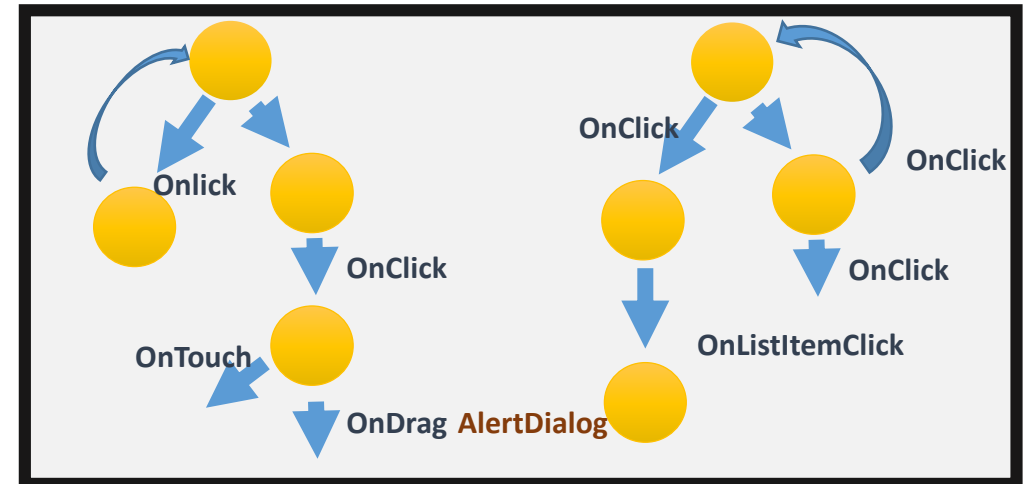 OnClick
OnClick
Onlick
OnClick
OnClick
OnListItemClick
OnTouch
OnDrag AlertDialog